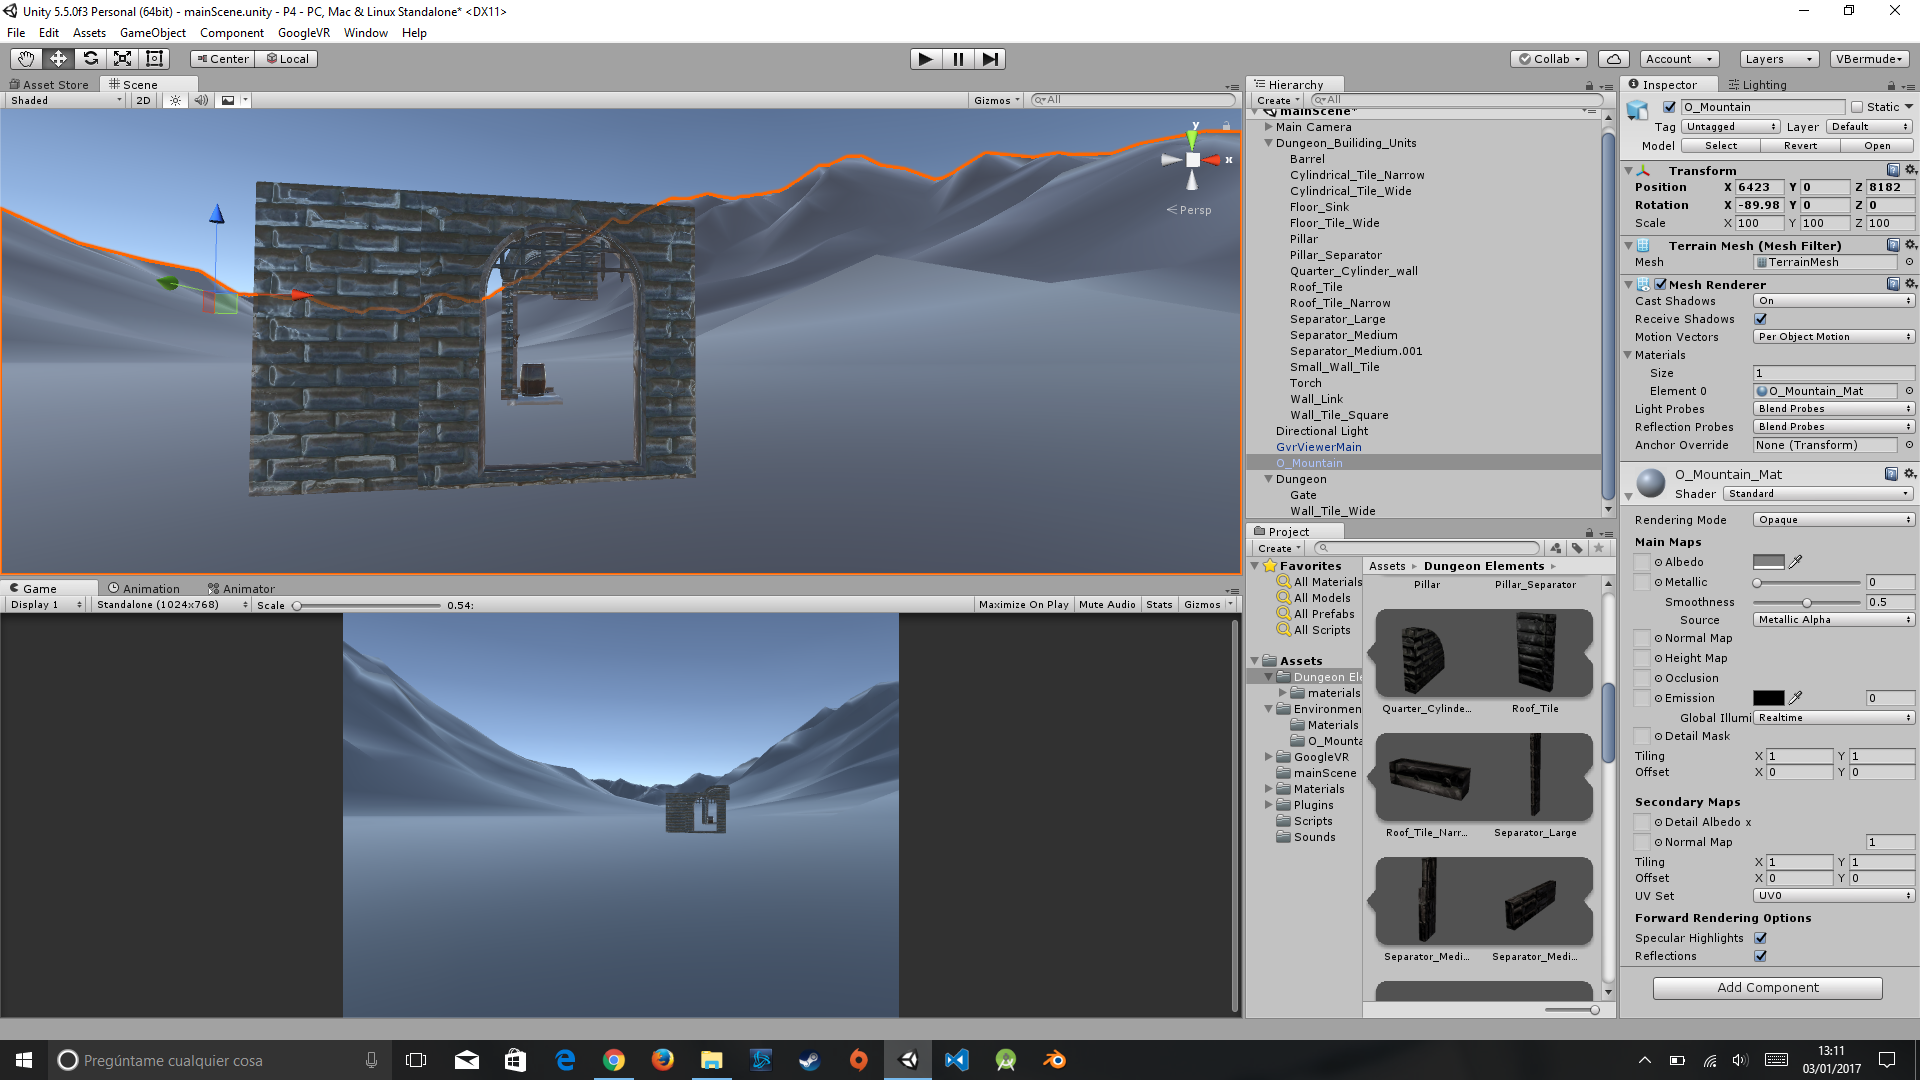 Unity 5.5.0f3 Personal (64bit) - mainScene.unity - P4 - PC, Mac & Linux Standalone* <DX11>
File Edit Assets GameObject Component GoogleVR Window Help
Center Local
Collab Account Layers VBermude
Asset Store Scene
Shaded 2D Gizmos All
y
x
Persp
Game Animation Animator
Display 1 Standalone (1024x768) Scale 0.54: Maximize On Play Mute Audio Stats Gizmos
Hierarchy
Create All
mainScene*
Main Camera
Dungeon_Builiding_Units
Barrel
Cylindrical_Tile_Narrow
Cylindrical_Tile_Wide
Floor_Sink
Floor_Tile_Wide
Pillar
Pillar_Separator
Quarter_Cylinder_wall
Roof_Tile
Roof_Tile_Narrow
Separator_Large
Separator_Medium
Separator_Medium.001
Small_Wall_Tile
Torch
Wall_Link
Wall_Tile_Square
Directional Light
GvrViewerMain
O_Mountain
Dungeon
Gate
Wall_Tile_Wide
Project
Create
Favorites
All Materials
All Models
All Prefabs
All Scripts
Assets
Dungeon Ele
materials
Environmen
Materials
O_Mounta
GoogleVR
mainScene
Materials
Plugins
Scripts
Sounds
Assets Dungeon Elements
Pillar Pillar_Separator
Quarter_Cylinde... Roof_Tile
Roof_Tile_Narr... Separator_Large
Separator_Medi... Separator_Medi...
Inspector Lighting
O_Mountain Static
Tag Untagged Layer Default
Model Select Revert Open
Transform
Position X 6423 Y 0 Z 8182
Rotation X -89.98 Y 0 Z 0
Scale X 100 Y 100 Z 100
Terrain Mesh (Mesh Filter)
Mesh TerrainMesh
Mesh Renderer
Cast Shadows On
Receive Shadows
Motion Vectors Per Object Motion
Materials
Size 1
Element 0 O_Mountain_Mat
Light Probes Blend Probes
Reflection Probes Blend Probes
Anchor Override None (Transform)
O_Mountain_Mat
Shader Standard
Rendering Mode Opaque
Main Maps
Albedo
Metallic 0
Smoothness 0.5
Source Metallic Alpha
Normal Map
Height Map
Occlusion
Emission 0
Global Illumi Realtime
Detail Mask
Tiling X 1 Y 1
Offset X 0 Y 0
Secondary Maps
Detail Albedo x
Normal Map 1
Tiling X 1 Y 1
Offset X 0 Y 0
UV Set UV0
Forward Rendering Options
Specular Highlights
Reflections
Add Component
Pregúntame cualquier cosa
13:11
03/01/2017